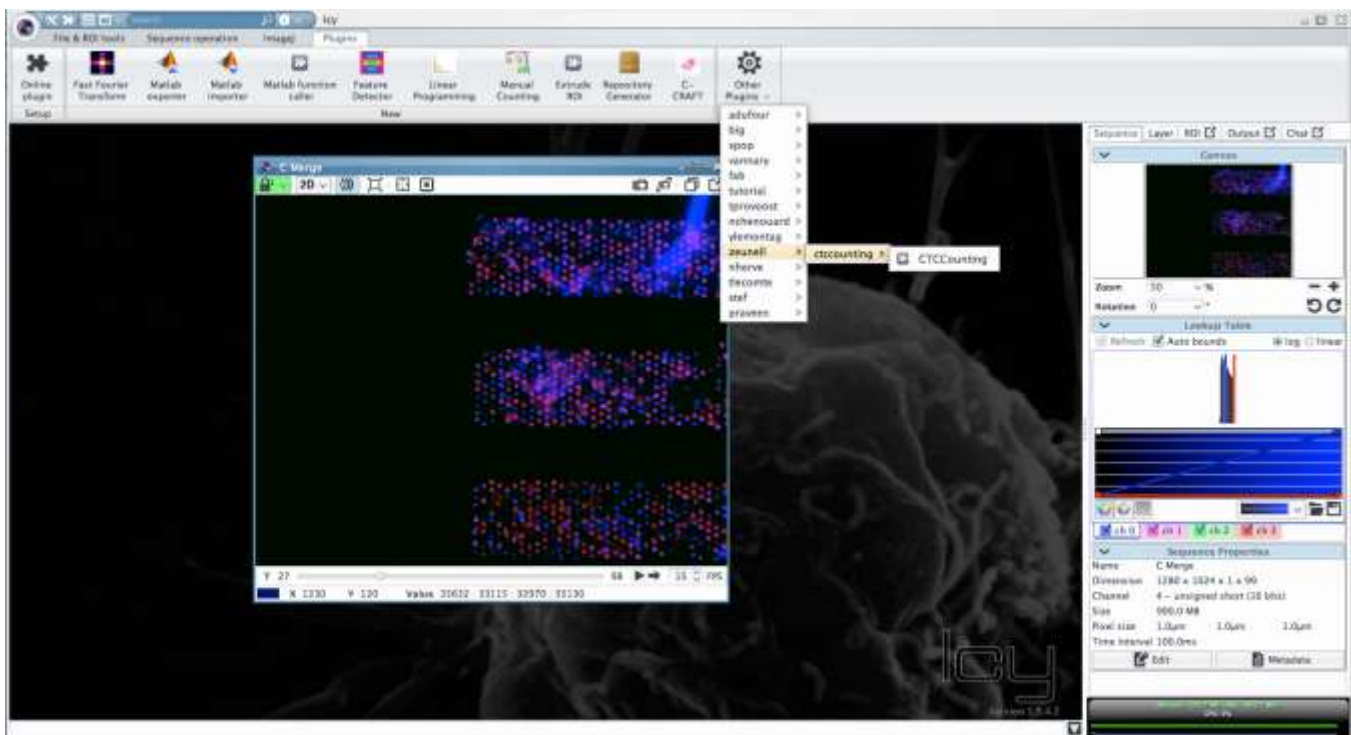 Icy
File & ROI tools Sequence operation ImageJ Plugins
Online plugin
Fast Fourier Transform
Matlab exporter
Matlab importer
Matlab function caller
Feature Detector
Linear Programming
Manual Counting
Extrude ROI
Repository Generator
C-CRAFT
Other Plugins
Setup New
adufour
big
spop
vannary
fab
tutorial
tprovoost
nchenouard
ylemontag
zeunell
nherve
tlecomte
stef
praveen
ctccounting
CTCCounting
C Merge
2D
T 27 68 15 FPS
X 1230 Y 120 Value
Sequence Layer ROI Output Chat
Canvas
Zoom 30 %
Rotation 0 °
Lookup Table
Refresh Auto bounds log linear
ch 0 ch 1 ch 2 ch 3
Sequence Properties
Name C Merge
Dimension 1280 x 1024 x 1 x 99
Channel 4 - unsigned short (16 bits)
Size 990.0 MB
Pixel size 1.0µm 1.0µm 1.0µm
Time interval 100.0ms
Edit Metadata
Icy